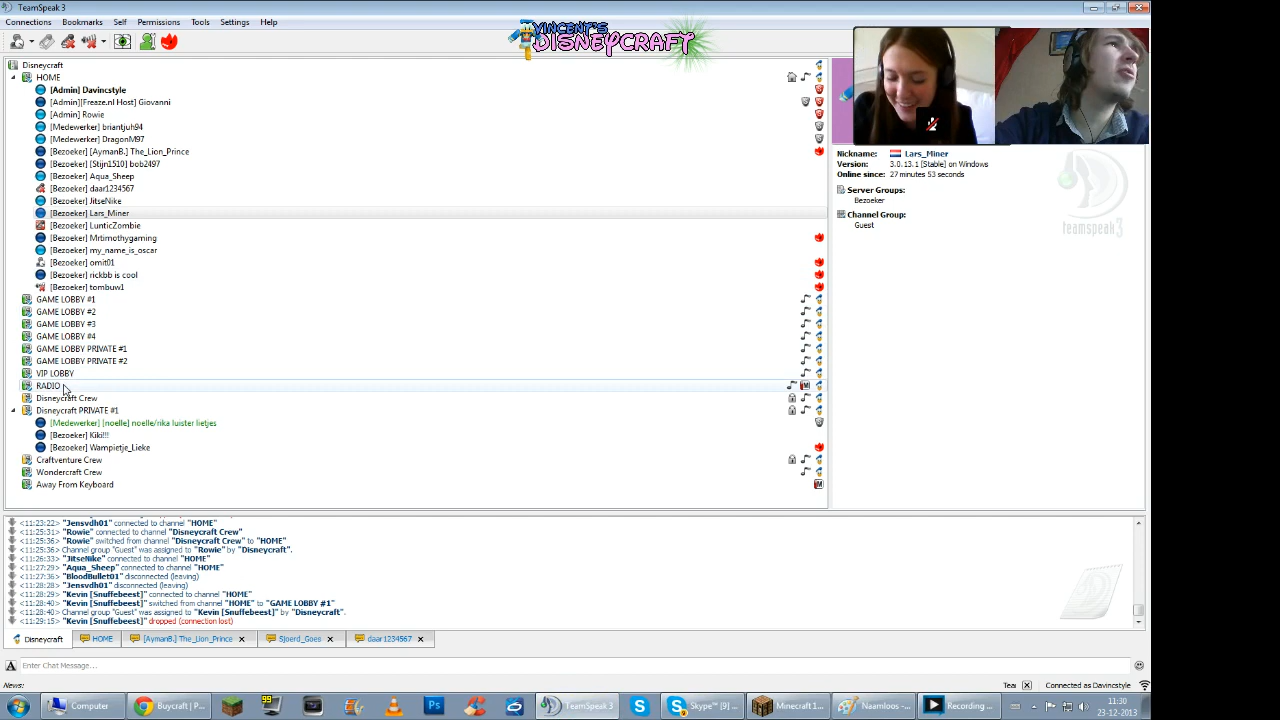 TeamSpeak 3
Connections Bookmarks Self Permissions Tools Settings Help
VINCENT'S
DISNEYCRAFT
Disneycraft
HOME
[Admin] Davincstyle
[Admin][Freaze.nl Host] Giovanni
[Admin] Rowie
[Medewerker] briantjuh94
[Medewerker] DragonM97
[Bezoeker] [AymanB.] The_Lion_Prince
[Bezoeker] [Stijn1510] bob2497
[Bezoeker] Aqua_Sheep
[Bezoeker] daar1234567
[Bezoeker] JitseNike
[Bezoeker] Lars_Miner
[Bezoeker] LunticZombie
[Bezoeker] Mrtimothygaming
[Bezoeker] my_name_is_oscar
[Bezoeker] omit01
[Bezoeker] rickbb is cool
[Bezoeker] tombuw1
GAME LOBBY #1
GAME LOBBY #2
GAME LOBBY #3
GAME LOBBY #4
GAME LOBBY PRIVATE #1
GAME LOBBY PRIVATE #2
VIP LOBBY
RADIO
Disneycraft Crew
Disneycraft PRIVATE #1
[Medewerker] [noelle] noelle/rika luister lietjes
[Bezoeker] Kiki!!!
[Bezoeker] Wampietje_Lieke
Craftventure Crew
Wondercraft Crew
Away From Keyboard
Nickname: Lars_Miner
Version: 3.0.13.1 [Stable] on Windows
Online since: 27 minutes 53 seconds
Server Groups:
Bezoeker
Channel Group:
Guest
teamspeak3
<11:23:22> "Jensvdh01" connected to channel "HOME"
<11:25:31> "Rowie" connected to channel "Disneycraft Crew"
<11:25:36> "Rowie" switched from channel "Disneycraft Crew" to "HOME"
<11:25:36> Channel group "Guest" was assigned to "Rowie" by "Disneycraft".
<11:26:33> "JitseNike" connected to channel "HOME"
<11:27:29> "Aqua_Sheep" connected to channel "HOME"
<11:27:36> "BloodBullet01" disconnected (leaving)
<11:28:28> "Jensvdh01" disconnected (leaving)
<11:28:29> "Kevin [Snuffebeest]" connected to channel "HOME"
<11:28:40> "Kevin [Snuffebeest]" switched from channel "HOME" to "GAME LOBBY #1"
<11:28:40> Channel group "Guest" was assigned to "Kevin [Snuffebeest]" by "Disneycraft".
<11:29:15> "Kevin [Snuffebeest]" dropped (connection lost)
Disneycraft HOME [AymanB.] The_Lion_Prince Sjoerd_Goes daar1234567
Enter Chat Message...
News: Connected as Davincstyle
Computer Buycraft | P... TeamSpeak 3 Skype™ [9] ... Minecraft 1... Naamloos -... Recording ... 11:30
23-12-2013